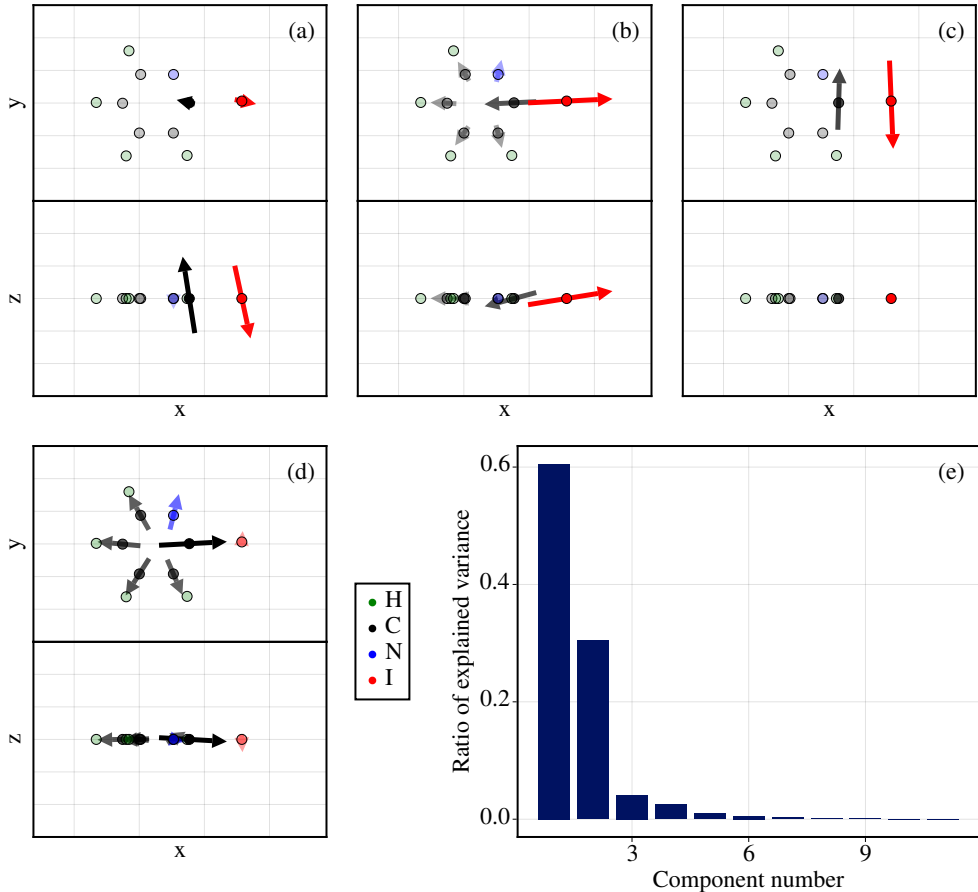 (a)
(b)
(c)
y
z
x
x
x
(d)
(e)
y
z
x
H
C
N
I
Ratio of explained variance
0.6
0.4
0.2
0.0
3
6
9
Component number